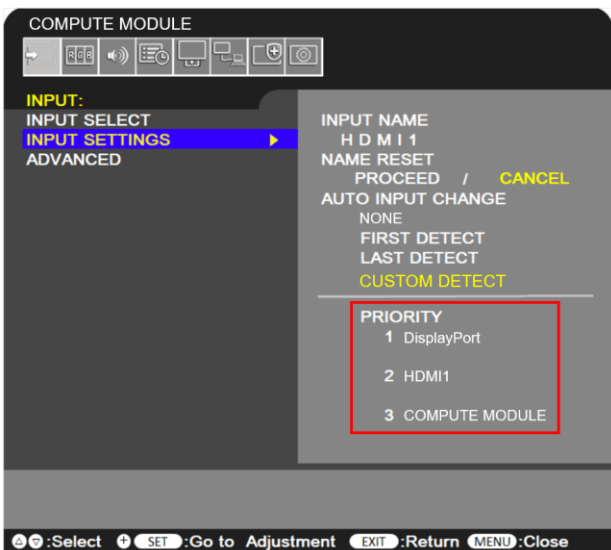 COMPUTE MODULE
RGB
INPUT:
INPUT SELECT
INPUT SETTINGS
ADVANCED
INPUT NAME
HDMI1
NAME RESET
PROCEED / CANCEL
AUTO INPUT CHANGE
NONE
FIRST DETECT
LAST DETECT
CUSTOM DETECT
PRIORITY
1 DisplayPort
2 HDMI1
3 COMPUTE MODULE
:Select SET :Go to Adjustment EXIT :Return MENU :Close